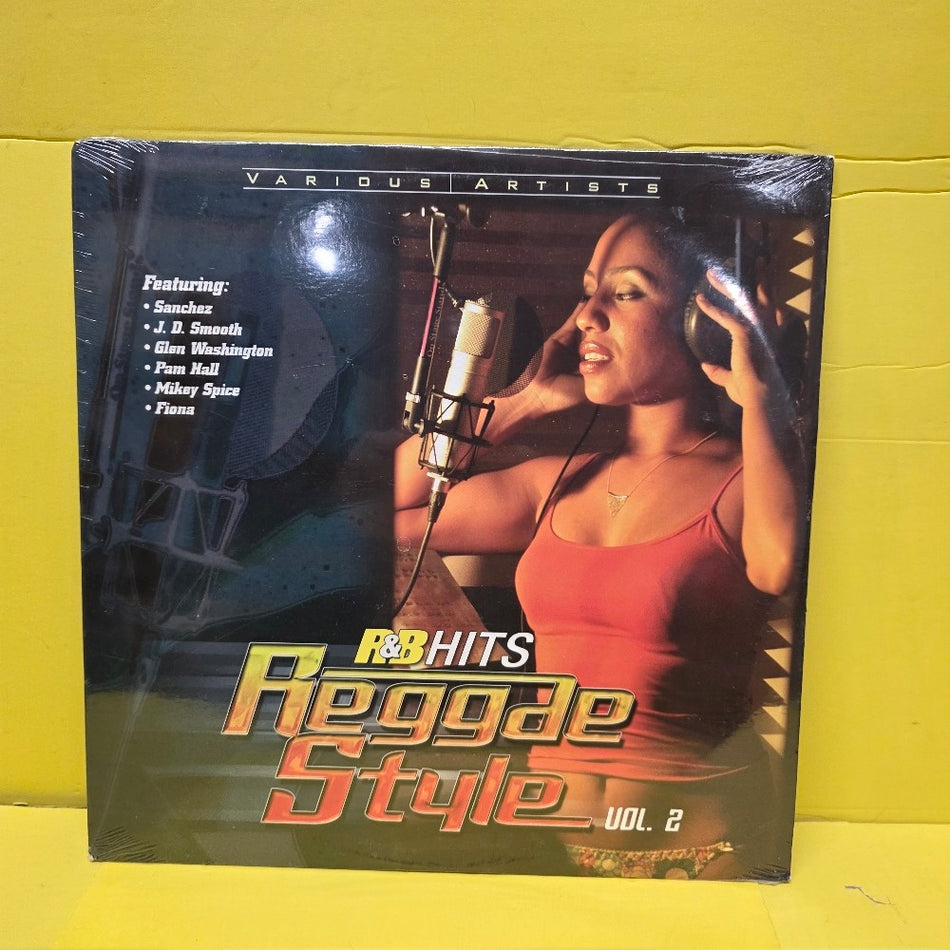 VARIOUS ARTISTS
Featuring:
• Sanchez
• J. D. Smooth
• Glen Washington
• Pam Hall
• Mikey Spice
• Fiona
R&B HITS
Reggae
Style
VOL. 2